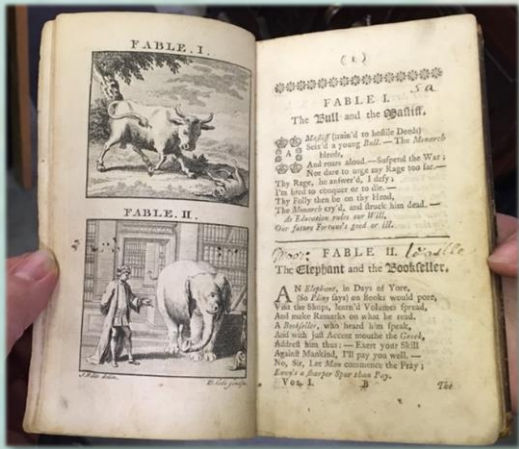 FABLE. I.
FABLE. II.
( 1 )
FABLE I.
The Bull and the Mastiff.
A Mastiff (train'd to hostile Deeds)
Seiz'd a young Bull. — The Monarch
bleeds,
And roars aloud. — Suspend the War;
Nor dare to urge my Rage too far. —
Thy Rage, he answer'd, I defy;
I'm bred to conquer or to die. —
Thy Folly then be on thy Head,
The Monarch cry'd, and struck him dead. —
As Education rules our Will,
Our future Fortune's good or ill.
FABLE II.
The Elephant and the Bookseller.
AN Elephant, in Days of Yore,
(So Pliny says) on Books would pore,
Visit the Shops, learn'd Volumes spread,
And make Remarks on what he read.
A Bookseller, who heard him speak,
And with just Accent mouthe the Greek,
Address'd him thus; — Exert your Skill
Against Mankind, I'll pay you well. —
No, Sir, Let Man commence the Fray;
Envy's a sharper Spur than Pay.
VOL. I. B The